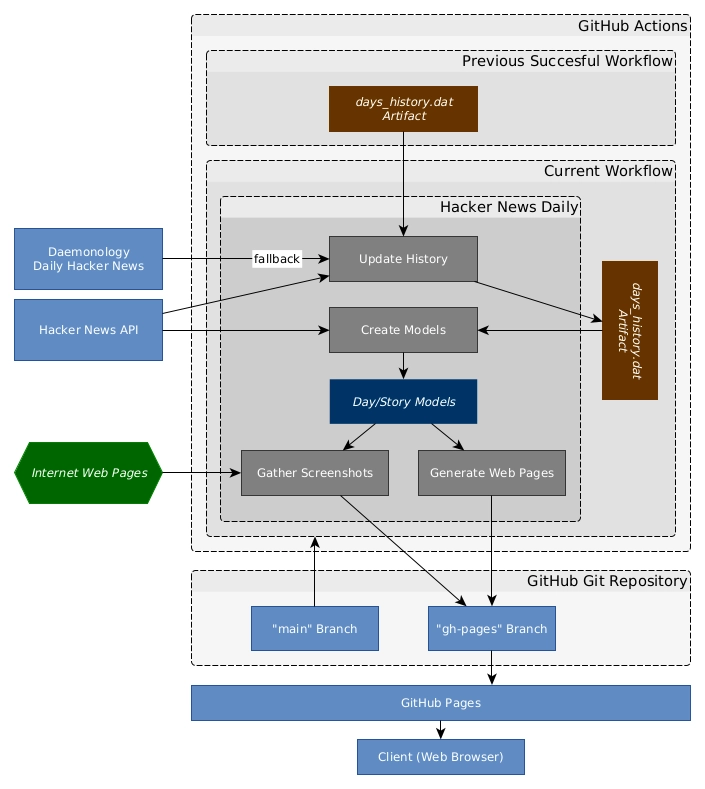 GitHub Actions
Previous Succesful Workflow
days_history.dat
Artifact
Current Workflow
Hacker News Daily
Daemonology
Daily Hacker News
fallback
Update History
days_history.dat
Artifact
Hacker News API
Create Models
Day/Story Models
Internet Web Pages
Gather Screenshots
Generate Web Pages
GitHub Git Repository
"main" Branch
"gh-pages" Branch
GitHub Pages
Client (Web Browser)